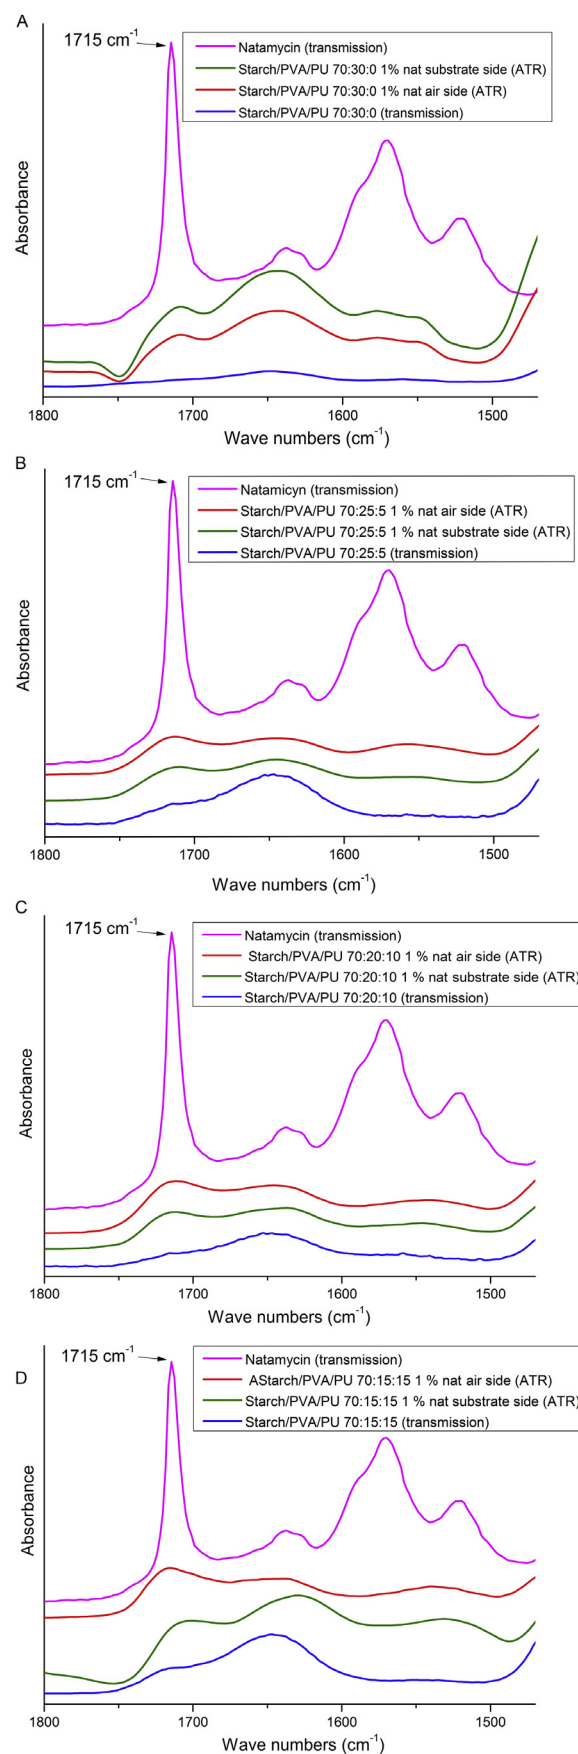 A
1715 cm-1
Natamycin (transmission)
Starch/PVA/PU 70:30:0 1% nat substrate side (ATR)
Starch/PVA/PU 70:30:0 1% nat air side (ATR)
Starch/PVA/PU 70:30:0 (transmission)
Absorbance
1800 1700 1600 1500
Wave numbers (cm-1)
B
1715 cm-1
Natamicyn (transmission)
Starch/PVA/PU 70:25:5 1 % nat air side (ATR)
Starch/PVA/PU 70:25:5 1 % nat substrate side (ATR)
Starch/PVA/PU 70:25:5 (transmission)
Absorbance
1800 1700 1600 1500
Wave numbers (cm-1)
C
1715 cm-1
Natamycin (transmission)
Starch/PVA/PU 70:20:10 1 % nat air side (ATR)
Starch/PVA/PU 70:20:10 1 % nat substrate side (ATR)
Starch/PVA/PU 70:20:10 (transmission)
Absorbance
1800 1700 1600 1500
Wave numbers (cm-1)
D
1715 cm-1
Natamycin (transmission)
AStarch/PVA/PU 70:15:15 1 % nat air side (ATR)
Starch/PVA/PU 70:15:15 1 % nat substrate side (ATR)
Starch/PVA/PU 70:15:15 (transmission)
Absorbance
1800 1700 1600 1500
Wave numbers (cm-1)